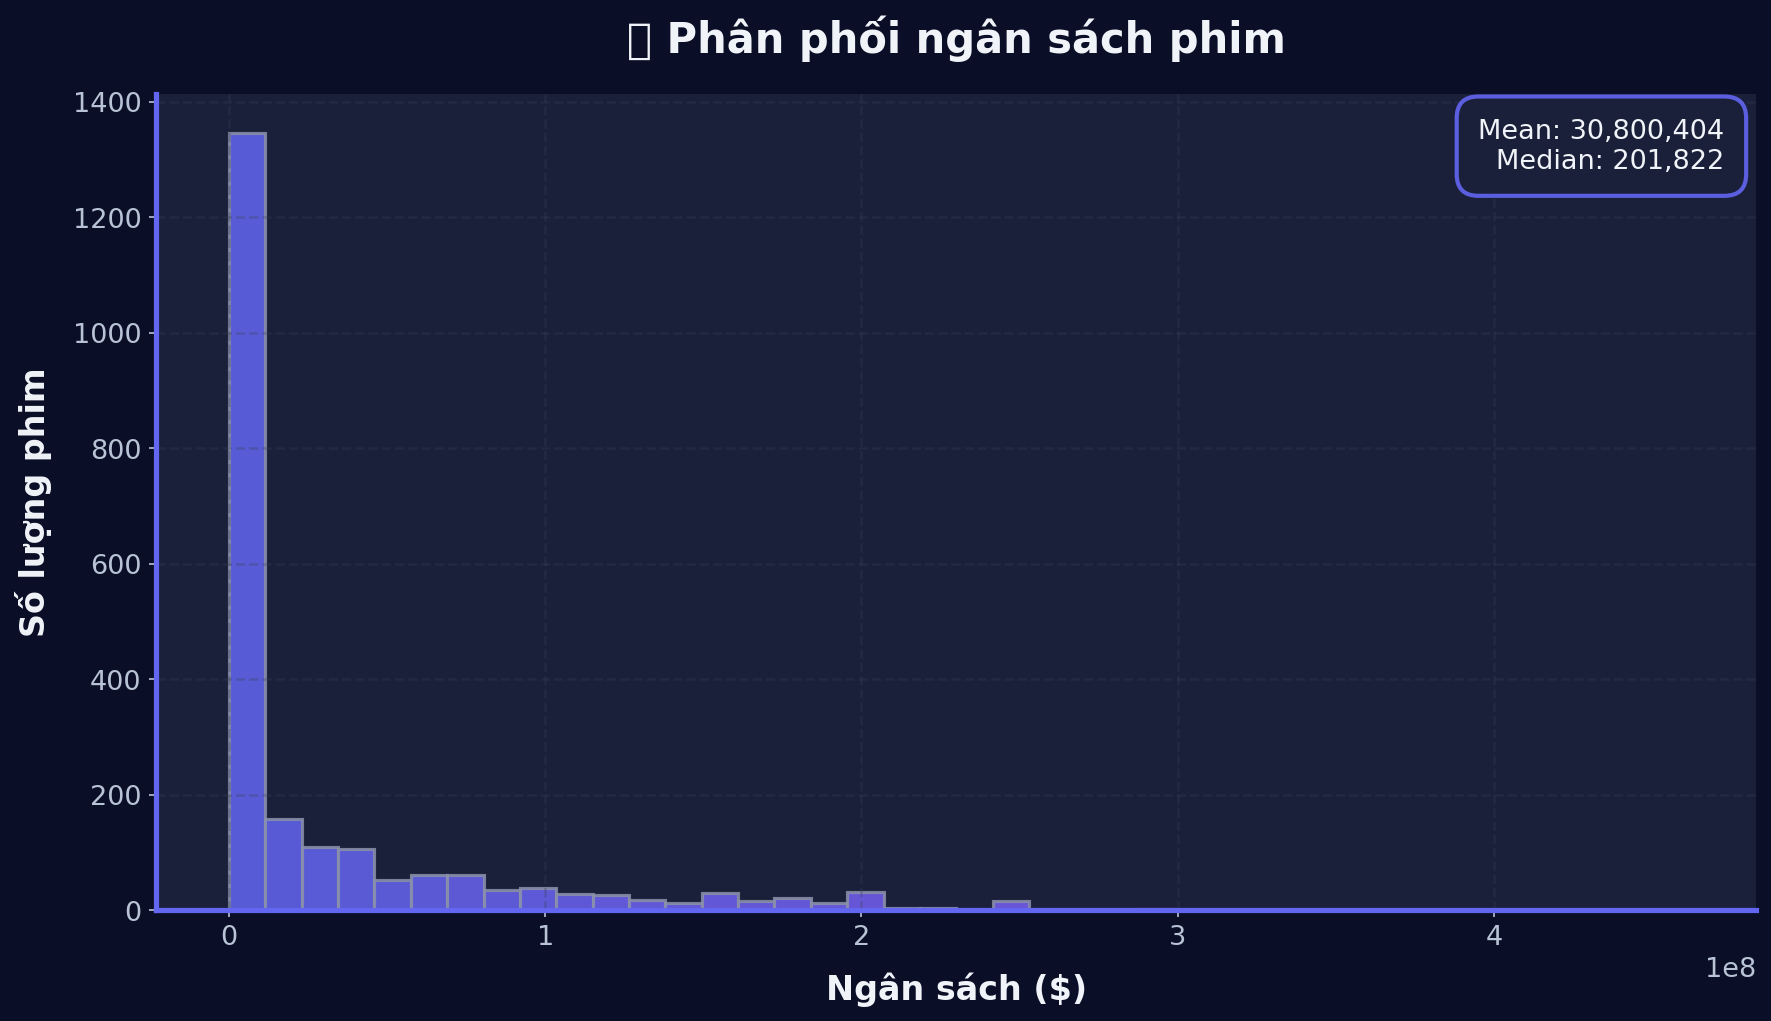 ▯ Phân phối ngân sách phim
Mean: 30,800,404
Median: 201,822
Số lượng phim
1400
1200
1000
800
600
400
200
0
0 1 2 3 4
1e8
Ngân sách ($)